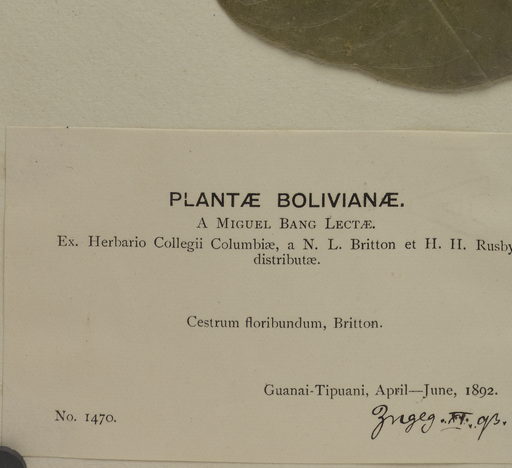 PLANTÆ BOLIVIANÆ.
A MIGUEL BANG LECTÆ.
Ex. Herbario Collegii Columbiæ, a N. L. Britton et H. H. Rusby
distributæ.
Cestrum floribundum, Britton.
Guanai-Tipuani, April—June, 1892.
No. 1470.